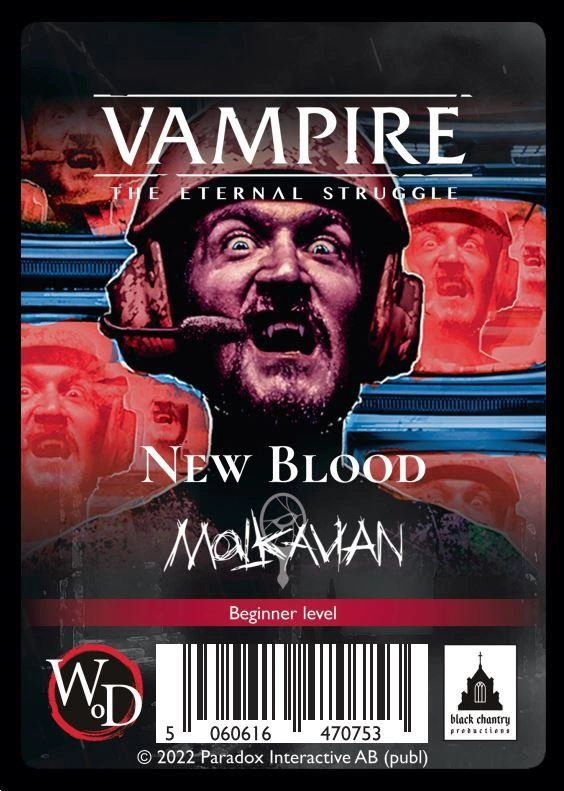 VAMPIRE
THE ETERNAL STRUGGLE
NEW BLOOD
MALKAVIAN
Beginner level
WoD
5 060616 470753
black chantry
productions
© 2022 Paradox Interactive AB (publ)